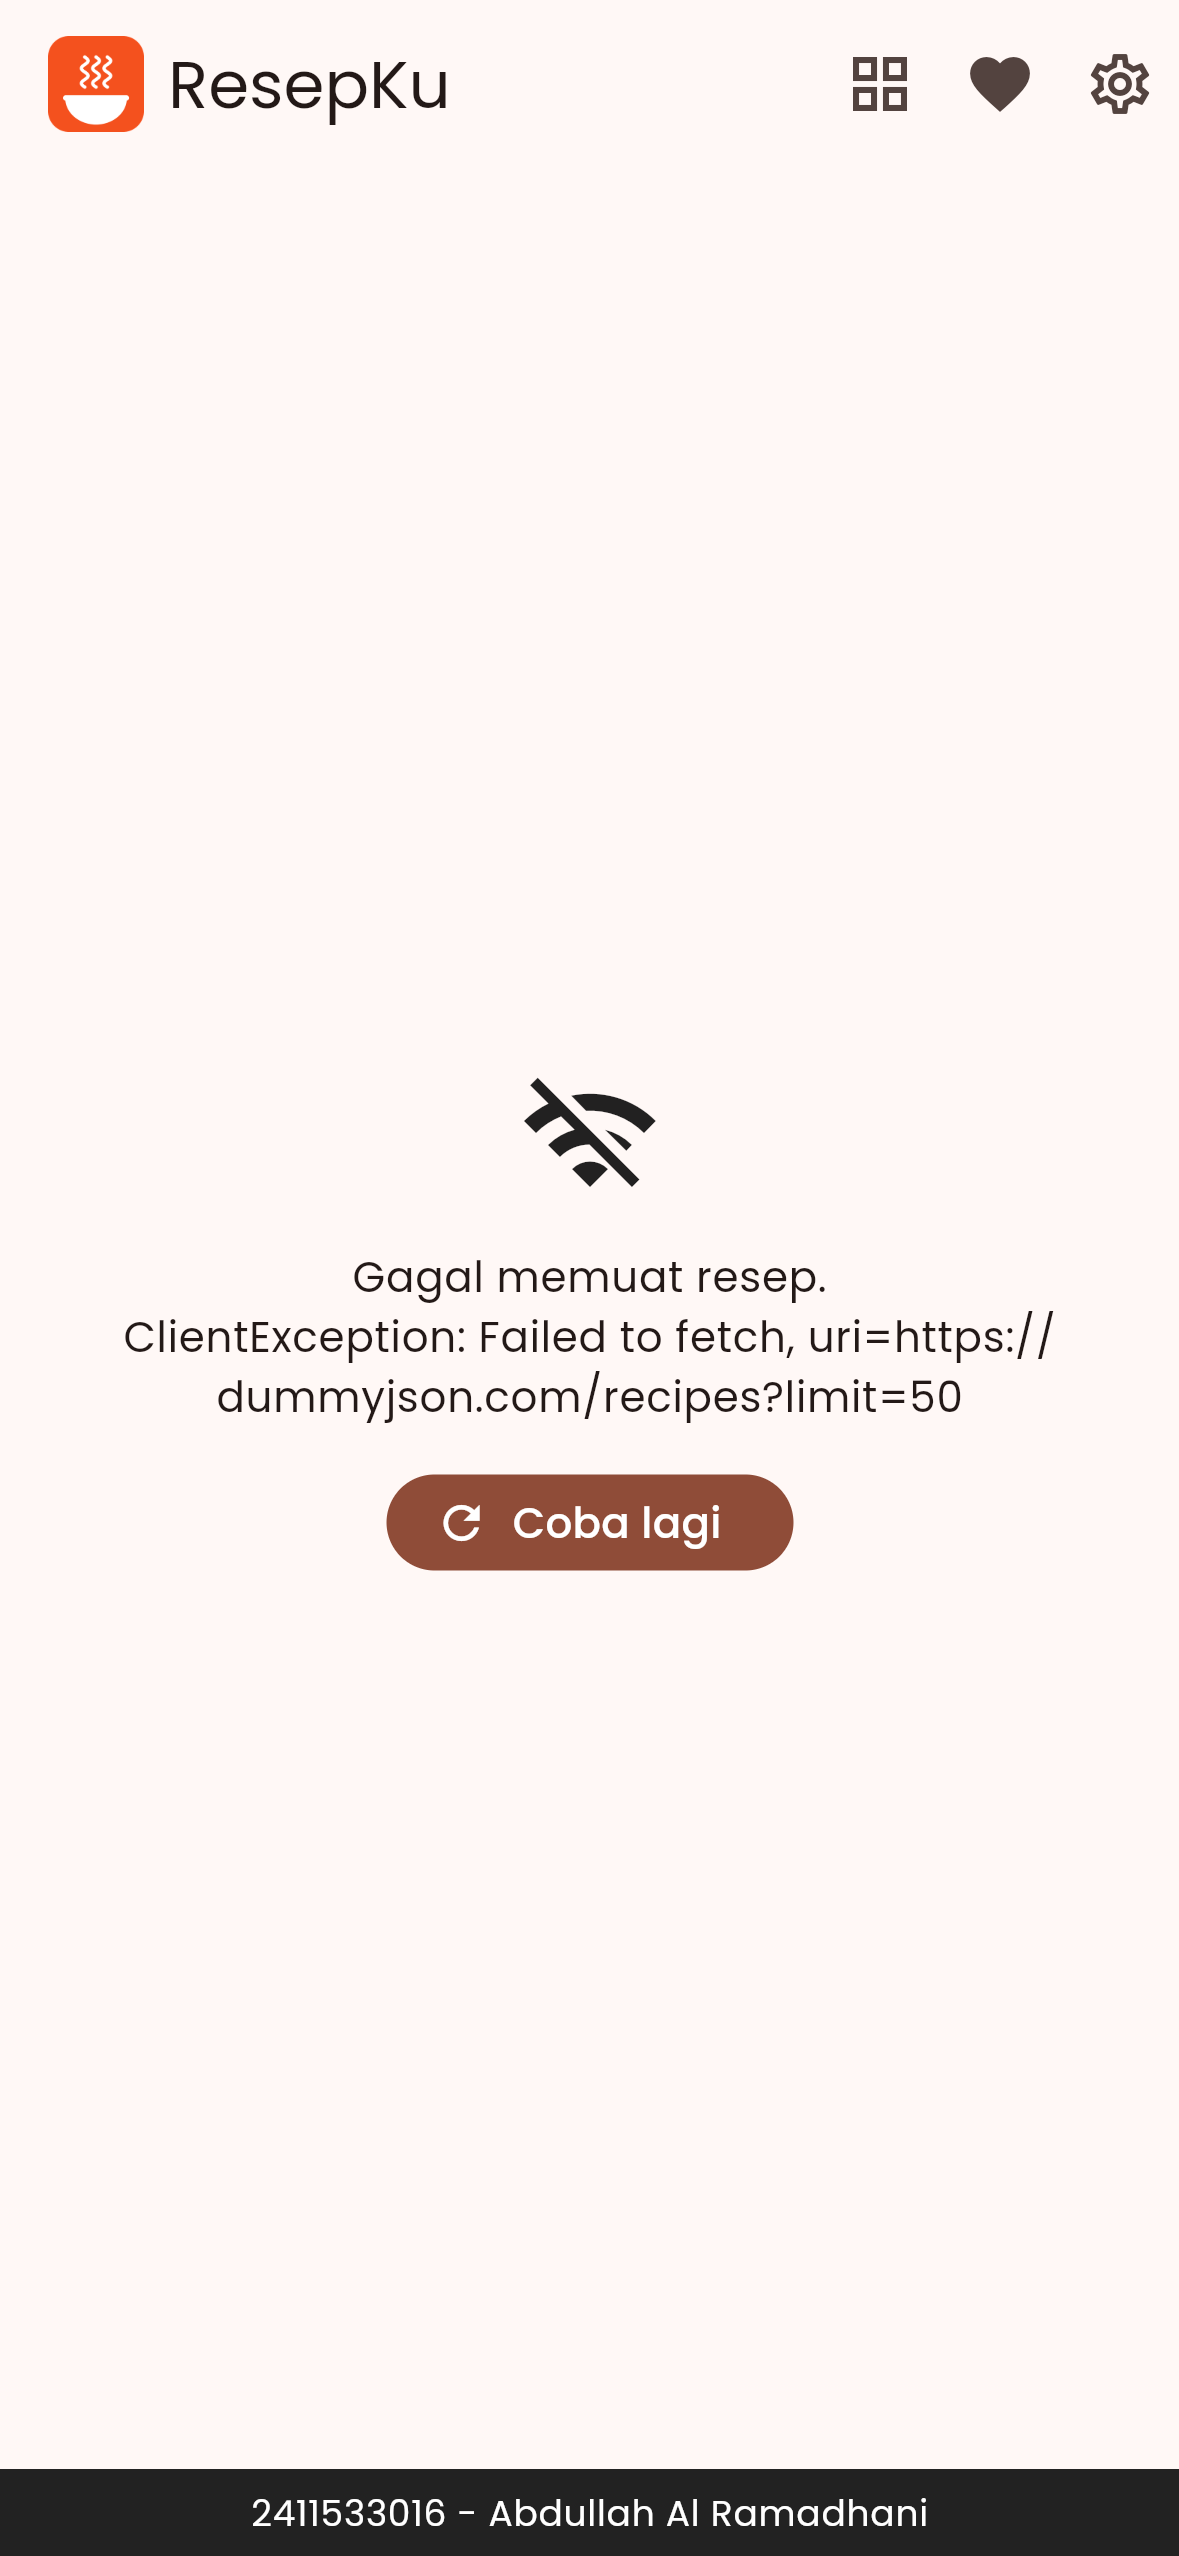 ResepKu
Gagal memuat resep.
ClientException: Failed to fetch, uri=https://
dummyjson.com/recipes?limit=50
Coba lagi
2411533016 - Abdullah Al Ramadhani